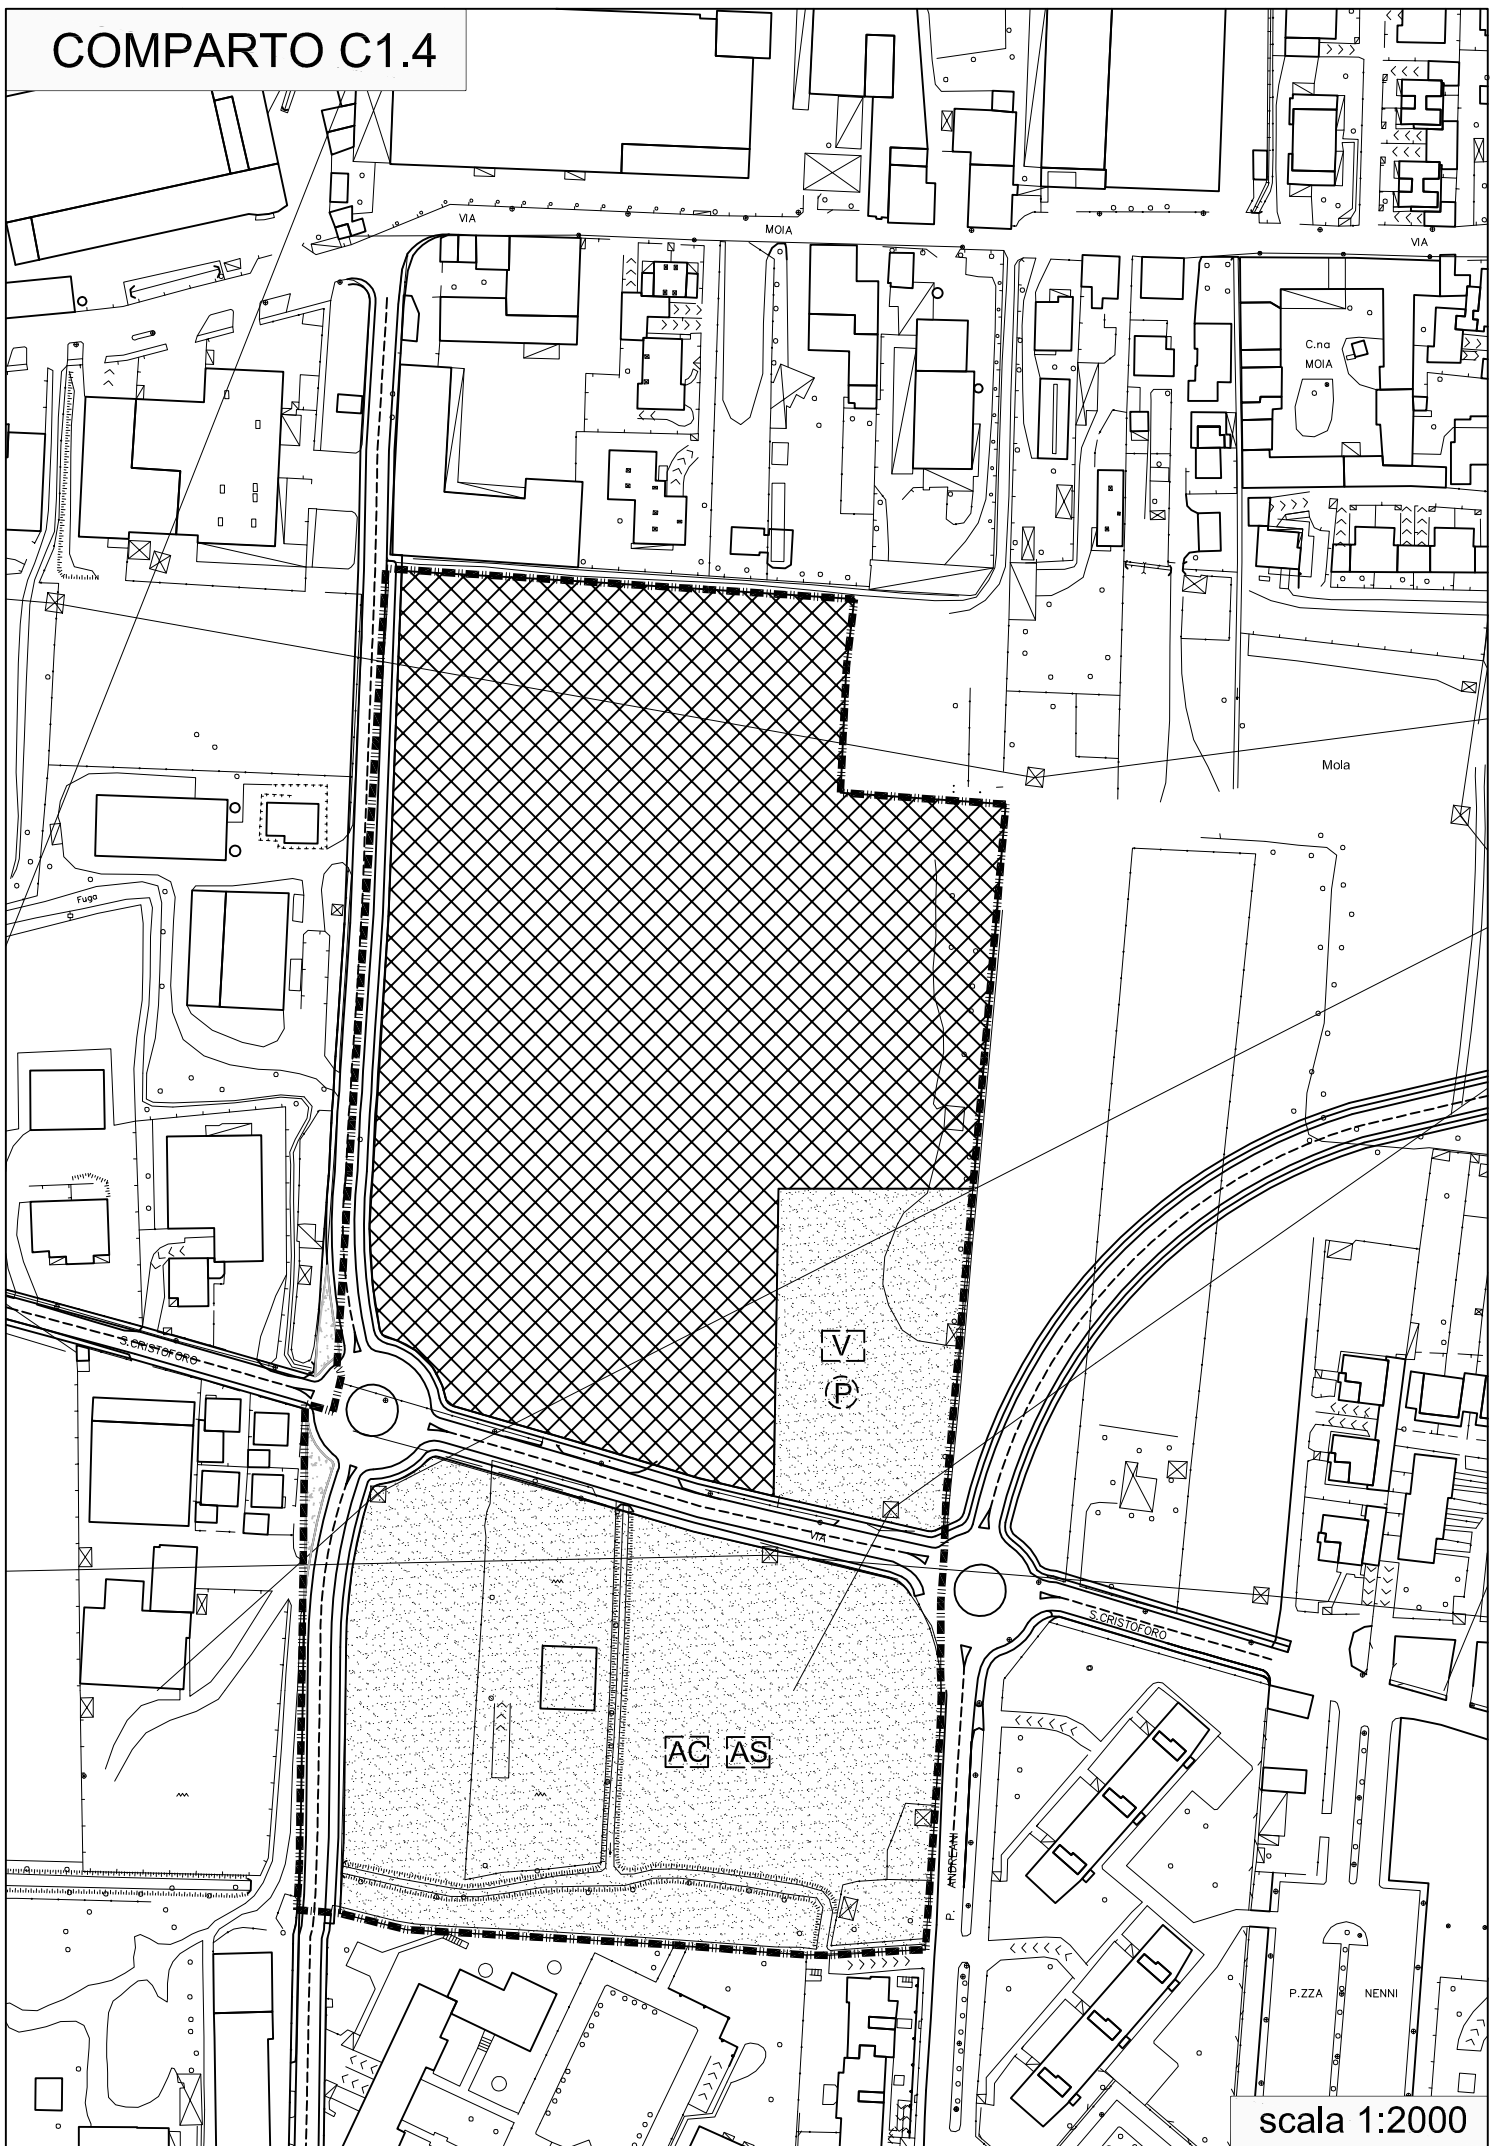 COMPARTO C1.4
VIA
MOIA
VIA
C.na
MOIA
Mola
Fugo
S.CRISTOFORO
V
P
VIA
S.CRISTOFORO
AC AS
P. ANDREANI
P.ZZA NENNI
scala 1:2000